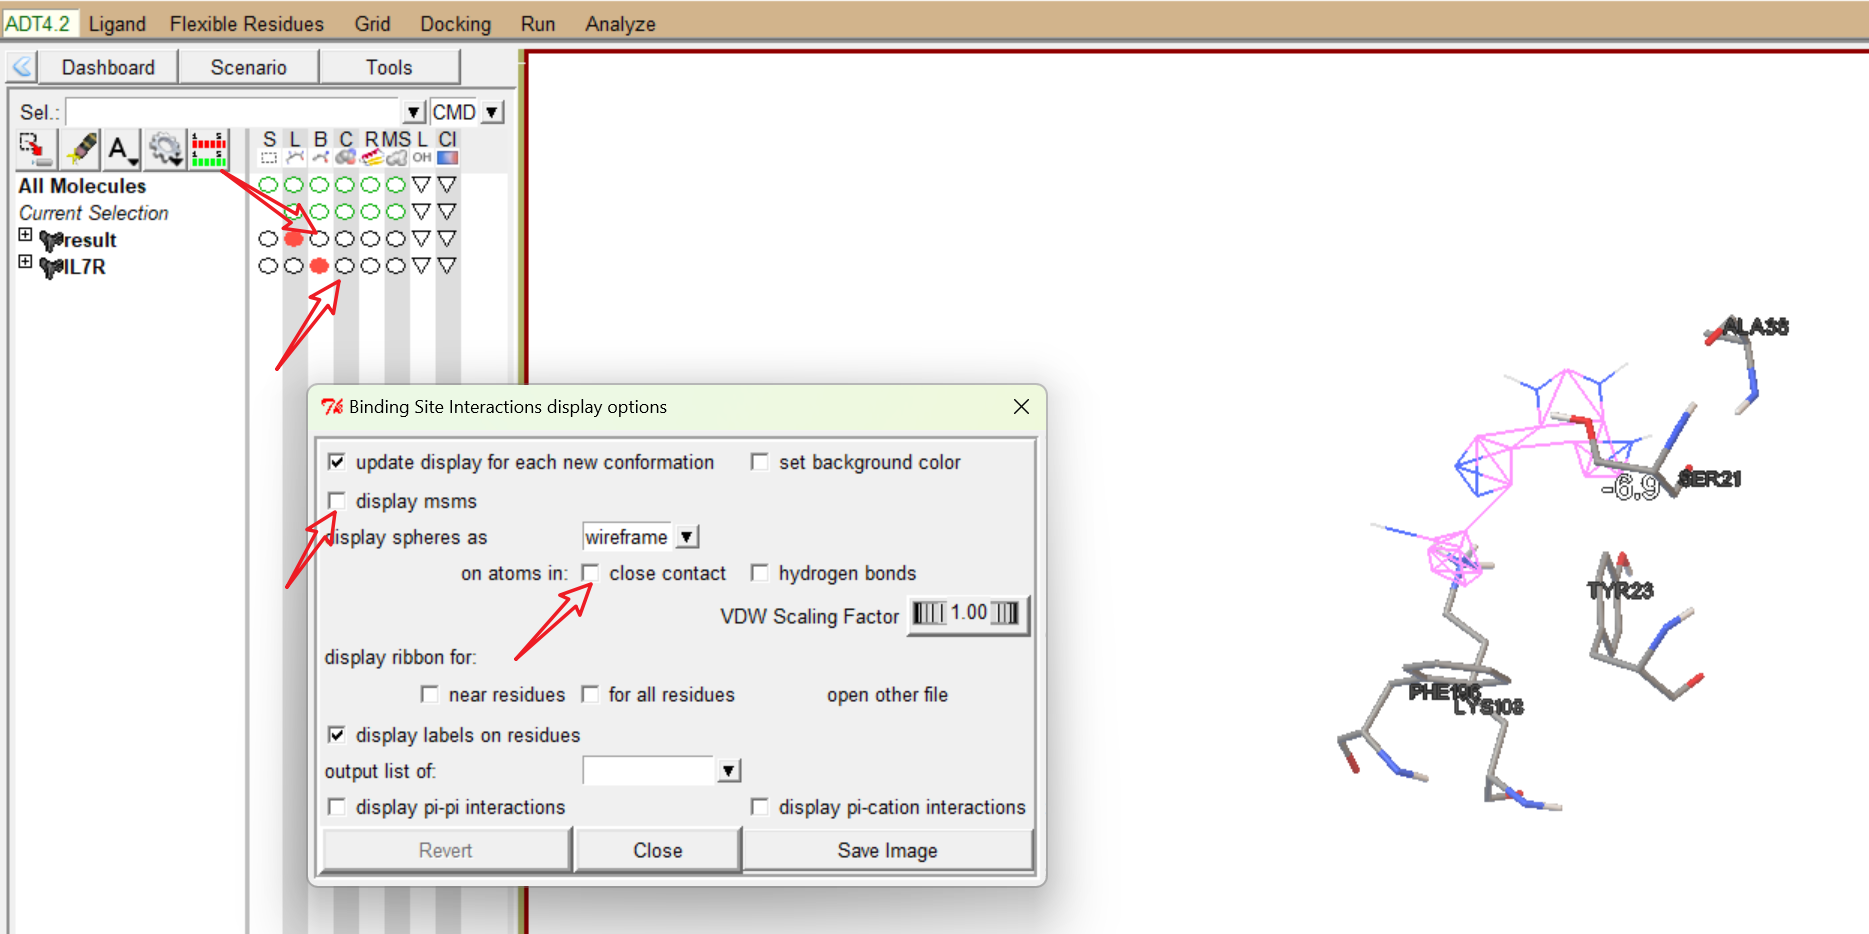 ADT4.2 Ligand Flexible Residues Grid Docking Run Analyze
Dashboard Scenario Tools
Sel.: CMD
S L B C R MS L Cl
A OH
All Molecules
Current Selection
result
IL7R
Binding Site Interactions display options
update display for each new conformation set background color
display msms
display spheres as wireframe
on atoms in: close contact hydrogen bonds
VDW Scaling Factor 1.00
display ribbon for:
near residues for all residues open other file
display labels on residues
output list of:
display pi-pi interactions display pi-cation interactions
Revert Close Save Image
ALA35
SER21
-6.9
TYR23
PHE196
LYS108